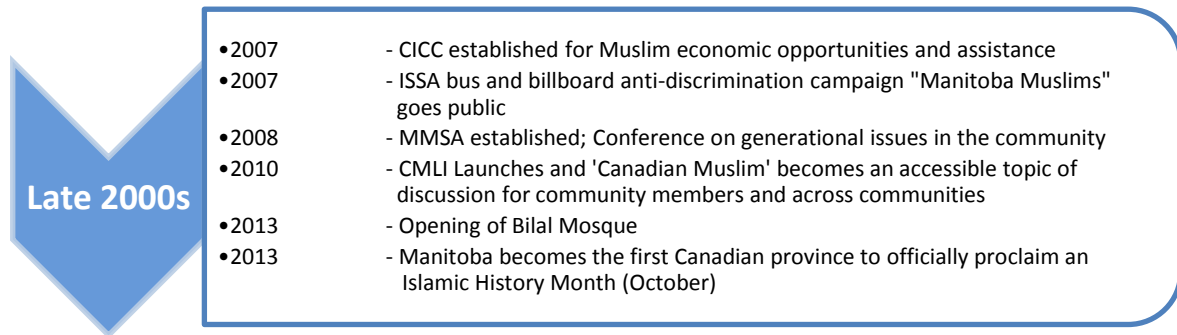 Late 2000s
•2007 - CICC established for Muslim economic opportunities and assistance
•2007 - ISSA bus and billboard anti-discrimination campaign "Manitoba Muslims"
goes public
•2008 - MMSA established; Conference on generational issues in the community
•2010 - CMLI Launches and 'Canadian Muslim' becomes an accessible topic of
discussion for community members and across communities
•2013 - Opening of Bilal Mosque
•2013 - Manitoba becomes the first Canadian province to officially proclaim an
Islamic History Month (October)